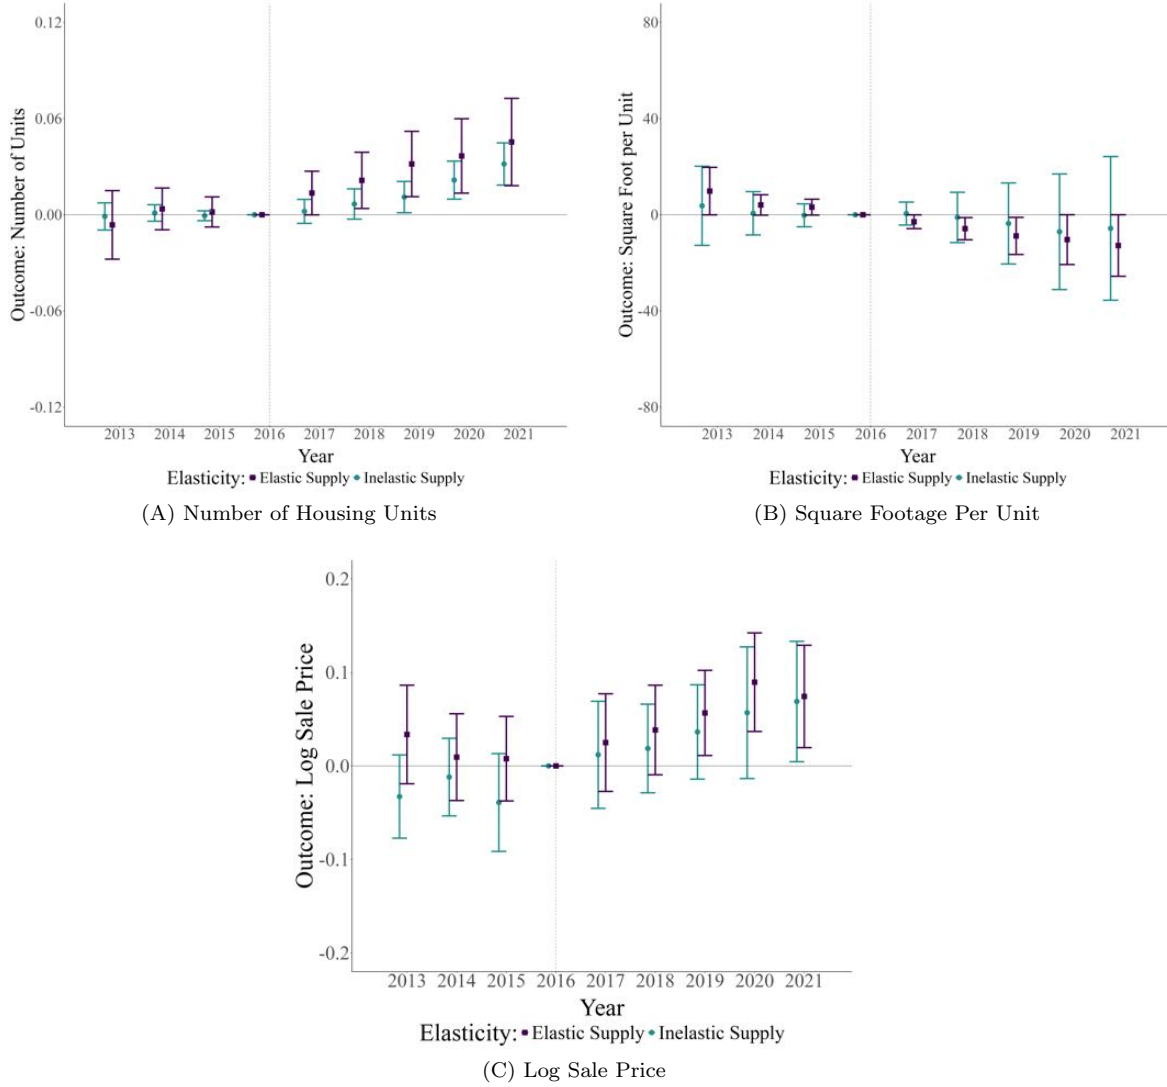 0.12
0.06
0.00
-0.06
-0.12
Outcome: Number of Units
2013 2014 2015 2016 2017 2018 2019 2020 2021
Year
Elasticity: Elastic Supply Inelastic Supply
(A) Number of Housing Units
80
40
0
-40
-80
Outcome: Square Foot per Unit
2013 2014 2015 2016 2017 2018 2019 2020 2021
Year
Elasticity: Elastic Supply Inelastic Supply
(B) Square Footage Per Unit
0.2
0.1
0.0
-0.1
-0.2
Outcome: Log Sale Price
2013 2014 2015 2016 2017 2018 2019 2020 2021
Year
Elasticity: Elastic Supply Inelastic Supply
(C) Log Sale Price